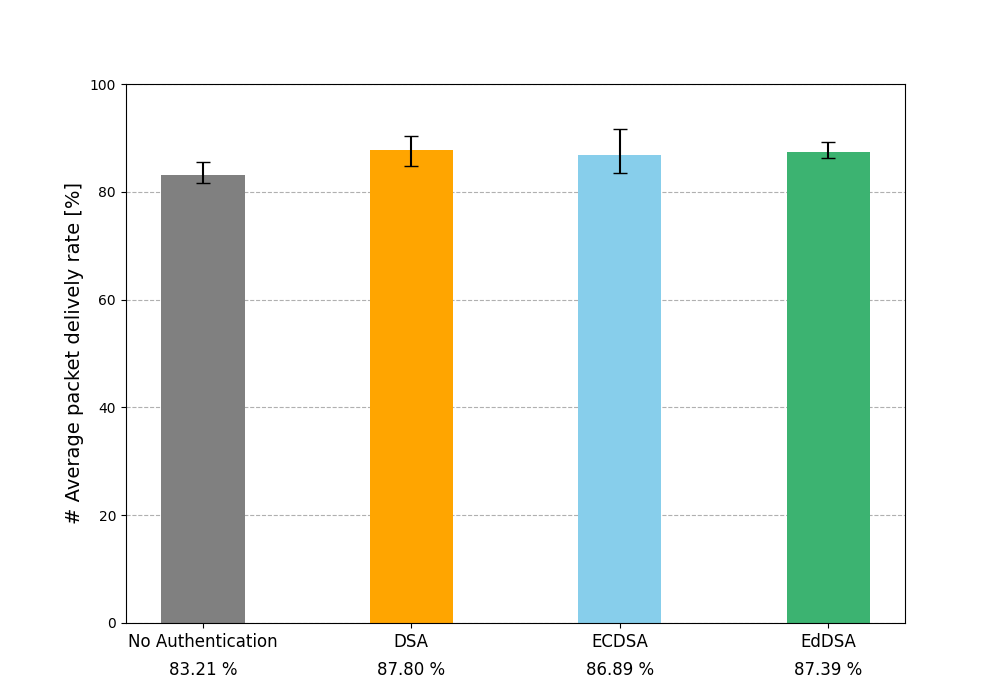 # Average packet delively rate [%]
100
80
60
40
20
0
No Authentication DSA ECDSA EdDSA
83.21 % 87.80 % 86.89 % 87.39 %